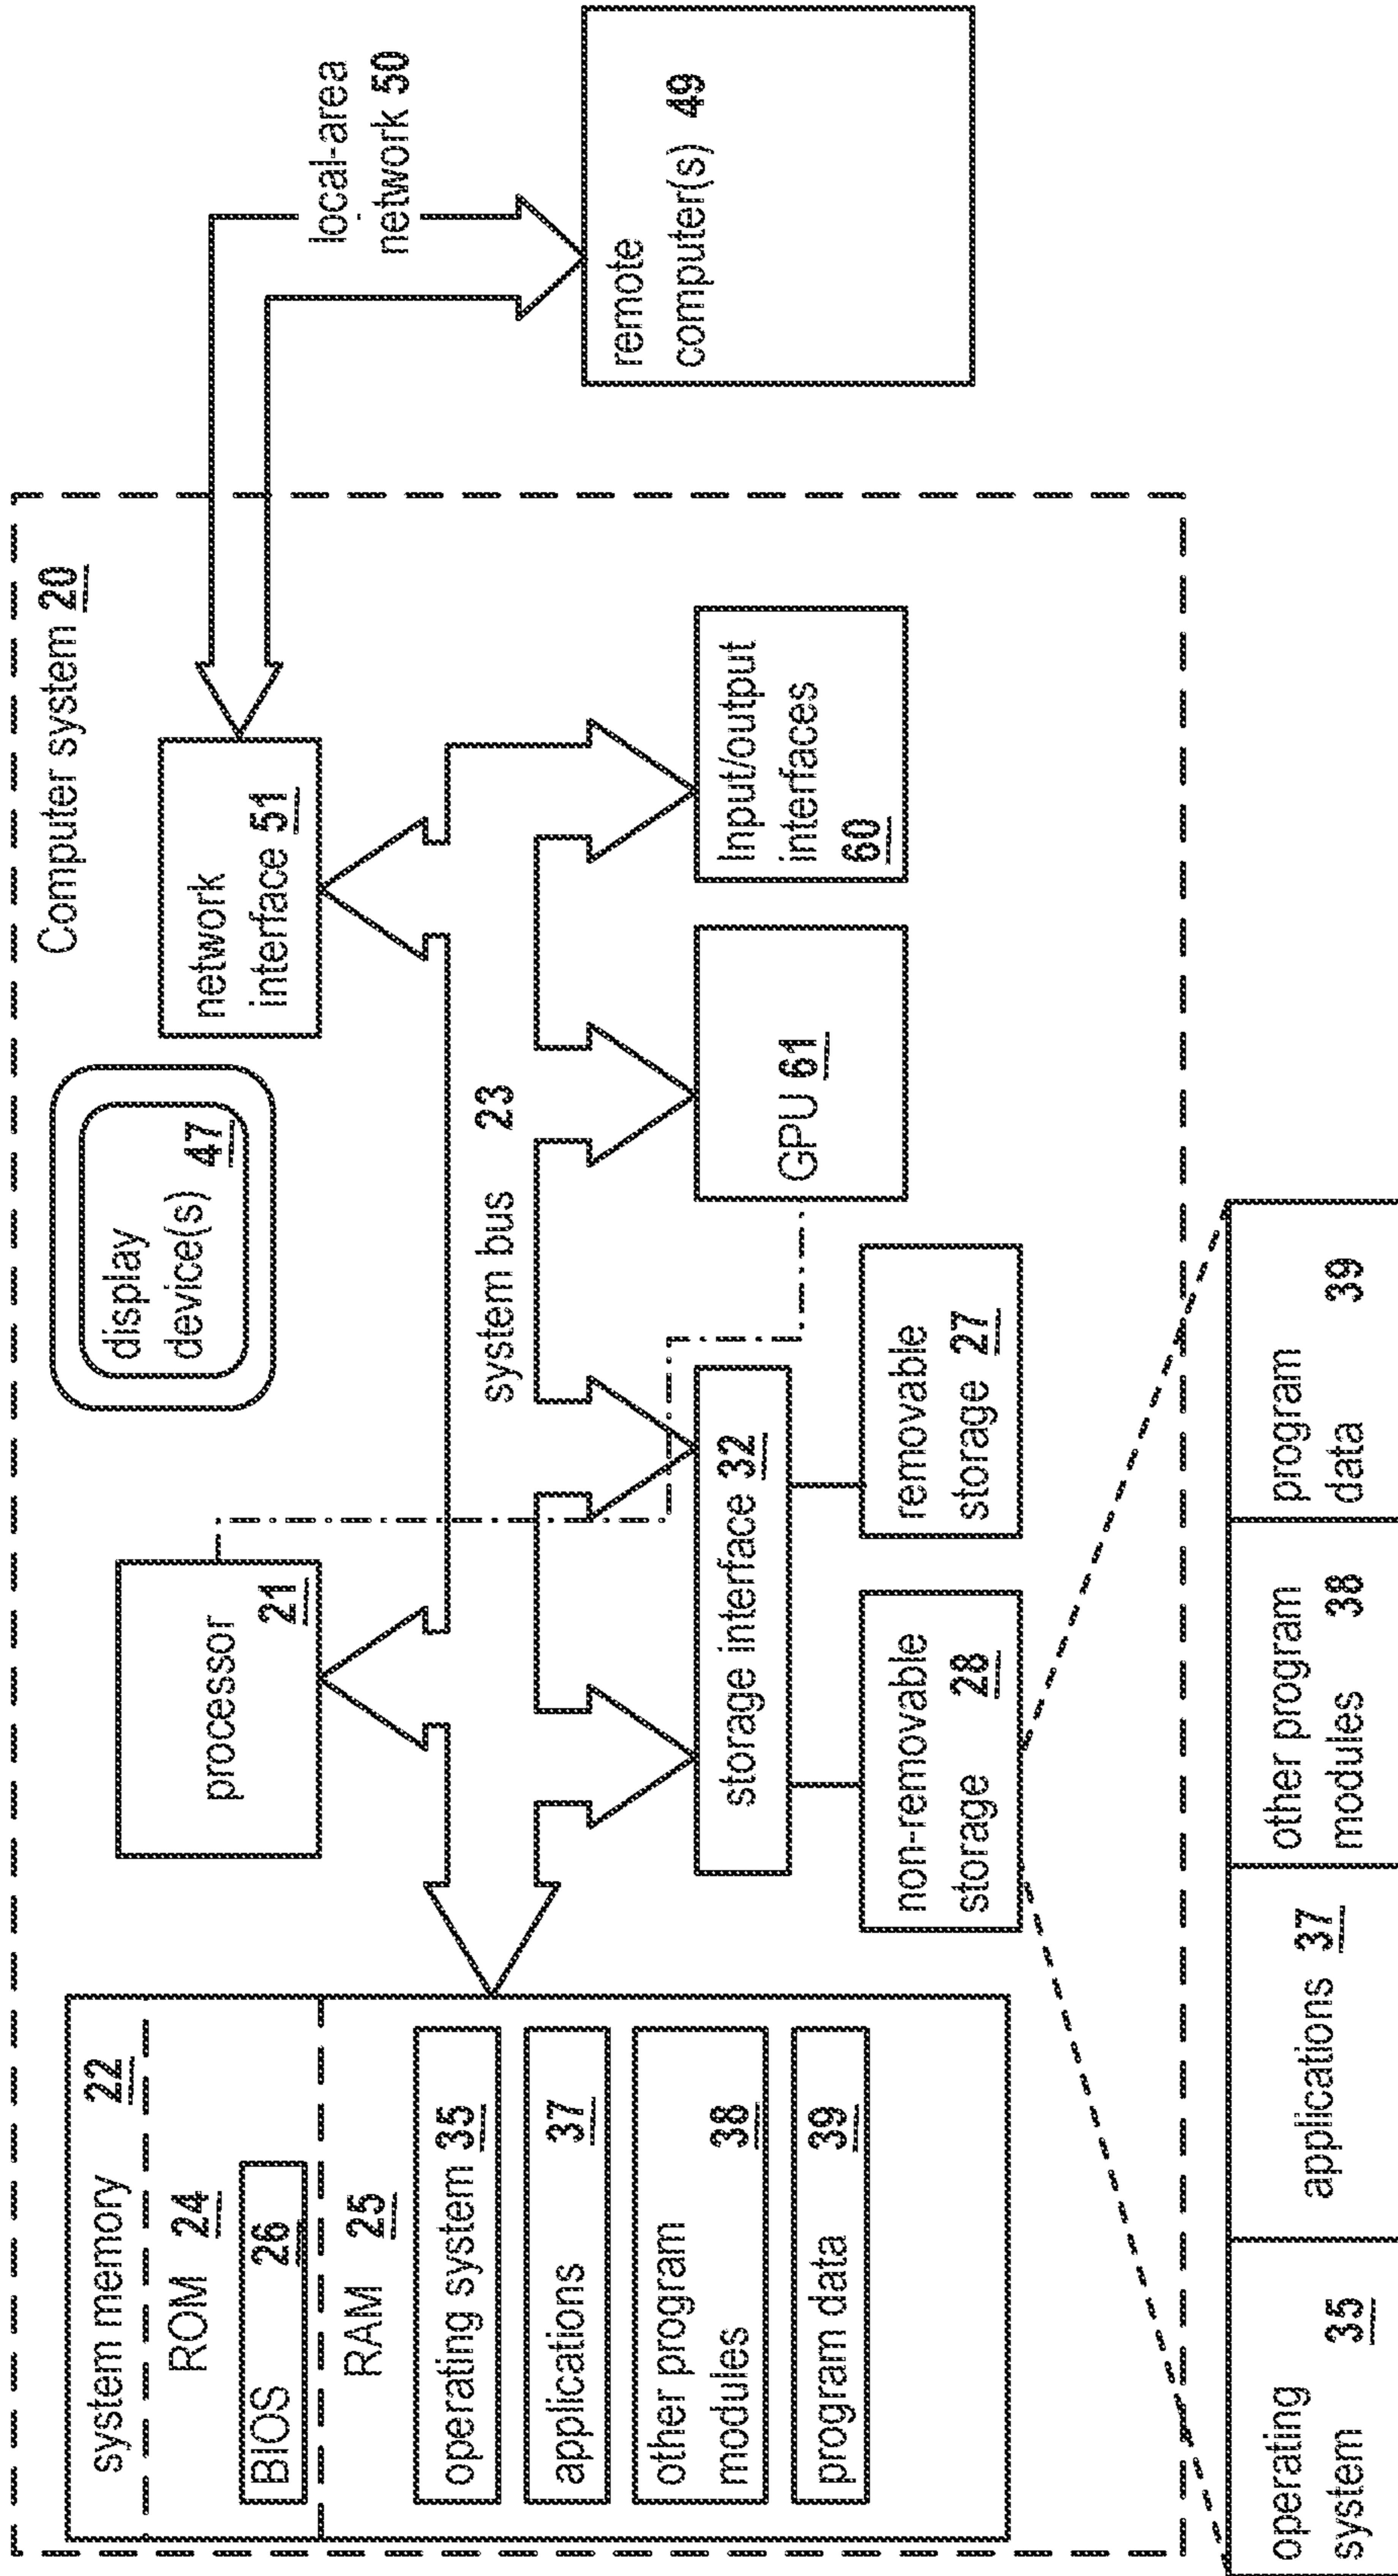 Computer system 20
system memory 22
ROM 24
BIOS 26
RAM 25
operating system 35
applications 37
other program
modules 38
program data 39
processor
21
display
device(s) 47
network
interface 51
local-area
network 50
system bus 23
storage interface 32
GPU 61
Input/output
interfaces
60
remote
computer(s) 49
non-removable
storage 28
removable
storage 27
operating
system 35
applications 37
other program
modules 38
program
data 39